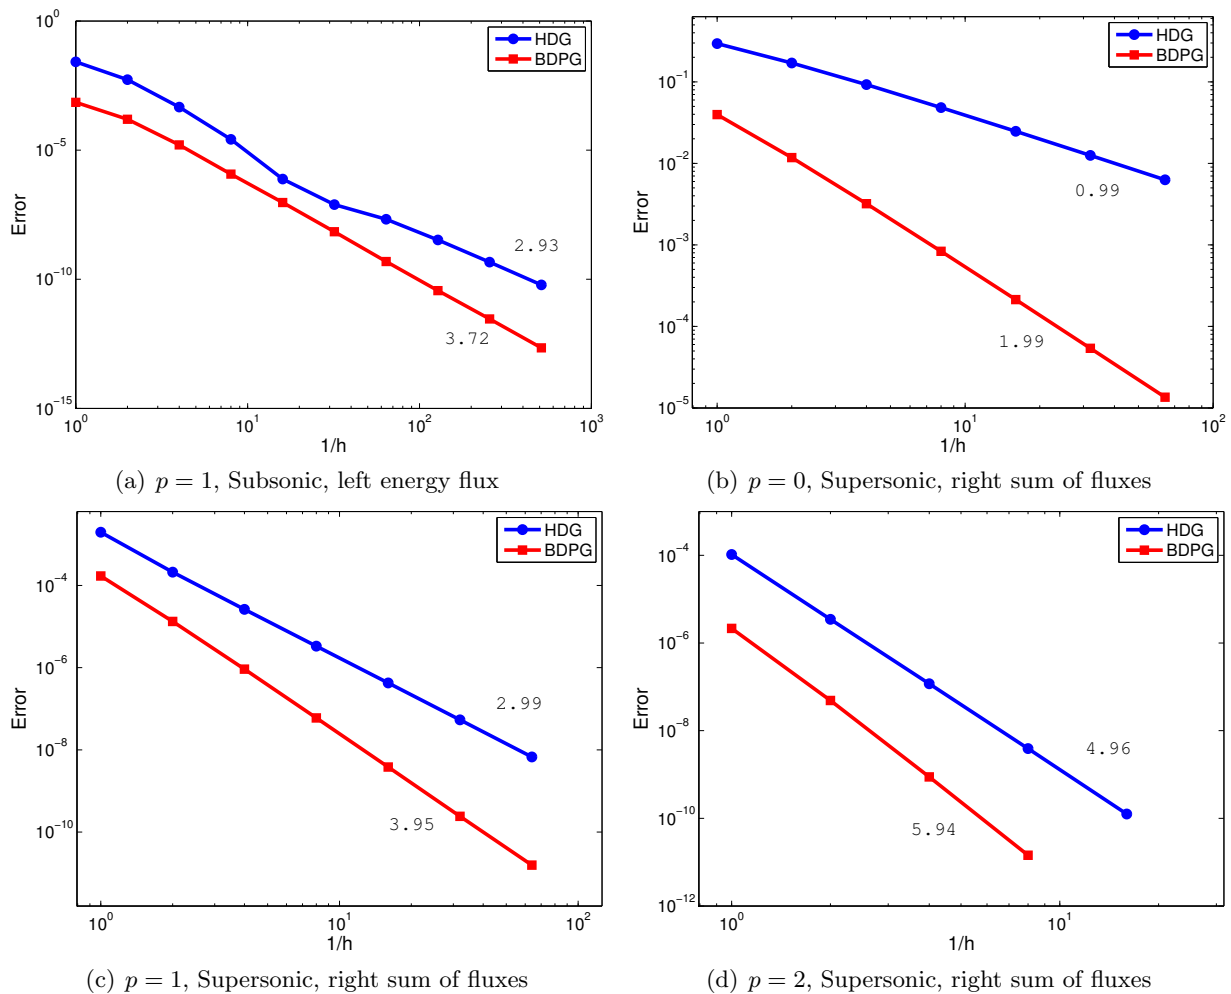 10^0
10^-5
10^-10
10^-15
Error
HDG
BDPG
2.93
3.72
10^0 10^1 10^2 10^3
1/h
(a) p = 1, Subsonic, left energy flux
10^-1
10^-2
10^-3
10^-4
10^-5
Error
HDG
BDPG
0.99
1.99
10^0 10^1 10^2
1/h
(b) p = 0, Supersonic, right sum of fluxes
10^-4
10^-6
10^-8
10^-10
Error
HDG
BDPG
2.99
3.95
10^0 10^1 10^2
1/h
(c) p = 1, Supersonic, right sum of fluxes
10^-4
10^-6
10^-8
10^-10
10^-12
Error
HDG
BDPG
4.96
5.94
10^0 10^1
1/h
(d) p = 2, Supersonic, right sum of fluxes